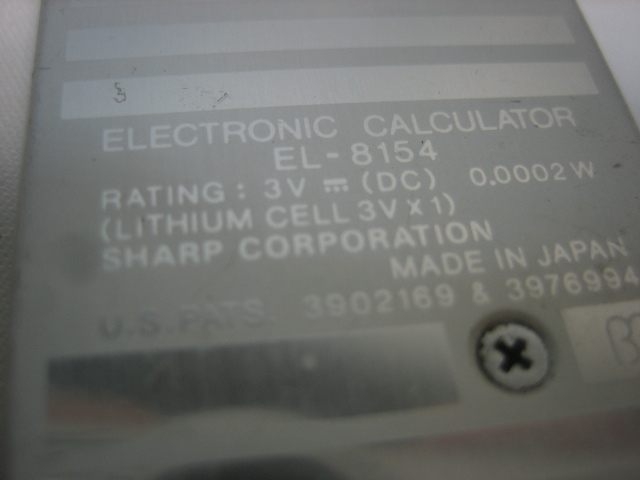 ELECTRONIC CALCULATOR
EL-8154
RATING : 3V ⎓ (DC) 0.0002W
(LITHIUM CELL 3V X 1)
SHARP CORPORATION
MADE IN JAPAN
U.S. PATS. 3902169 & 3976994